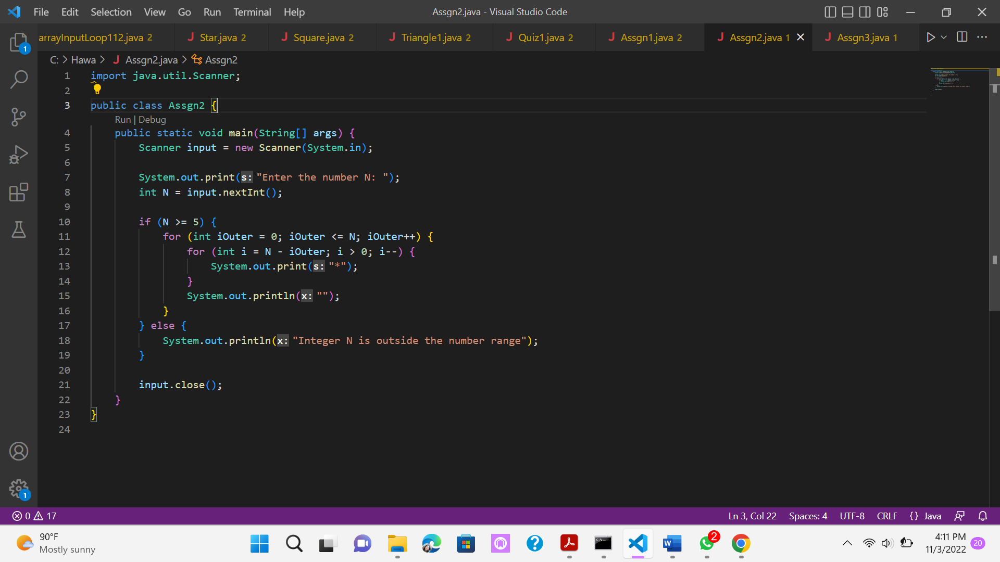 File Edit Selection View Go Run Terminal Help
Assgn2.java - Visual Studio Code
arrayInputLoop112.java 2
J Star.java 2
J Square.java 2
J Triangle1.java 2
J Quiz1.java 2
J Assgn1.java 2
J Assgn2.java 1
J Assgn3.java 1
C: > Hawa > J Assgn2.java > Assgn2
1 import java.util.Scanner;
2
3 public class Assgn2 {
Run | Debug
4 public static void main(String[] args) {
5 Scanner input = new Scanner(System.in);
6
7 System.out.print(s: "Enter the number N: ");
8 int N = input.nextInt();
9
10 if (N >= 5) {
11 for (int iOuter = 0; iOuter <= N; iOuter++) {
12 for (int i = N - iOuter; i > 0; i--) {
13 System.out.print(s: "*");
14 }
15 System.out.println(x: "");
16 }
17 } else {
18 System.out.println(x: "Integer N is outside the number range");
19 }
20
21 input.close();
22 }
23 }
24
1
1
0 17
Ln 3, Col 22 Spaces: 4 UTF-8 CRLF {} Java
90°F
Mostly sunny
W
2
4:11 PM
11/3/2022
20